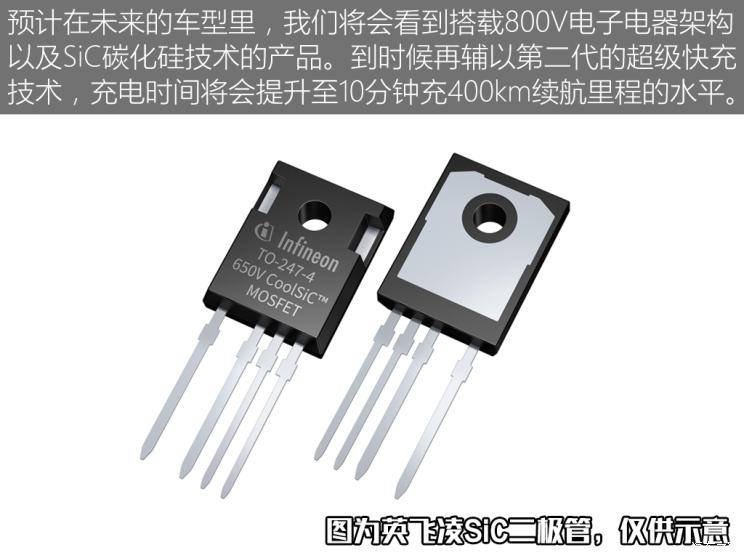 预计在未来的车型里，我们将会看到搭载800V电子电器架构
以及SiC碳化硅技术的产品。到时候再辅以第二代的超级快充
技术，充电时间将会提升至10分钟充400km续航里程的水平。
Infineon
TO-247-4
650V CoolSiC™
MOSFET
图为英飞凌SiC二极管，仅供示意